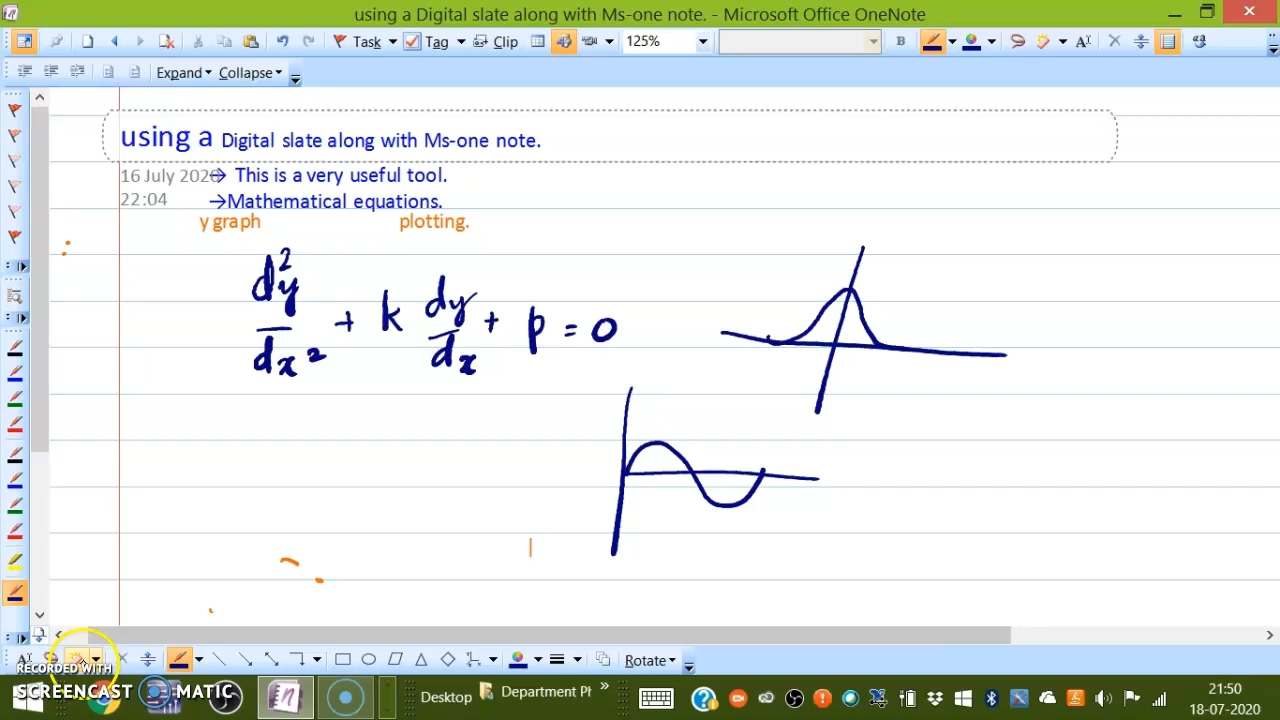 using a Digital slate along with Ms-one note. - Microsoft Office OneNote
Task Tag Clip 125% B
Expand Collapse
using a Digital slate along with Ms-one note.
16 July 2020 → This is a very useful tool.
22:04 →Mathematical equations.
y graph plotting.
d²y/dx² + k dy/dx + p = 0
Rotate
RECORDED WITH
SCREENCAST MATIC
Desktop Department Ph » 21:50
18-07-2020